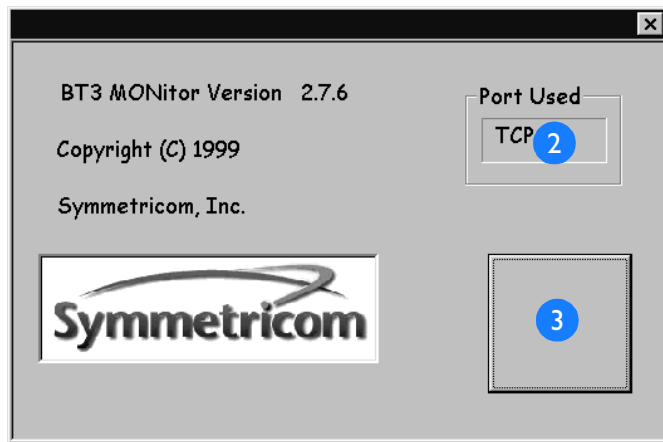 BT3 MONitor Version 2.7.6
Port Used
TCP
2
Copyright (C) 1999
Symmetricom, Inc.
Symmetricom
3